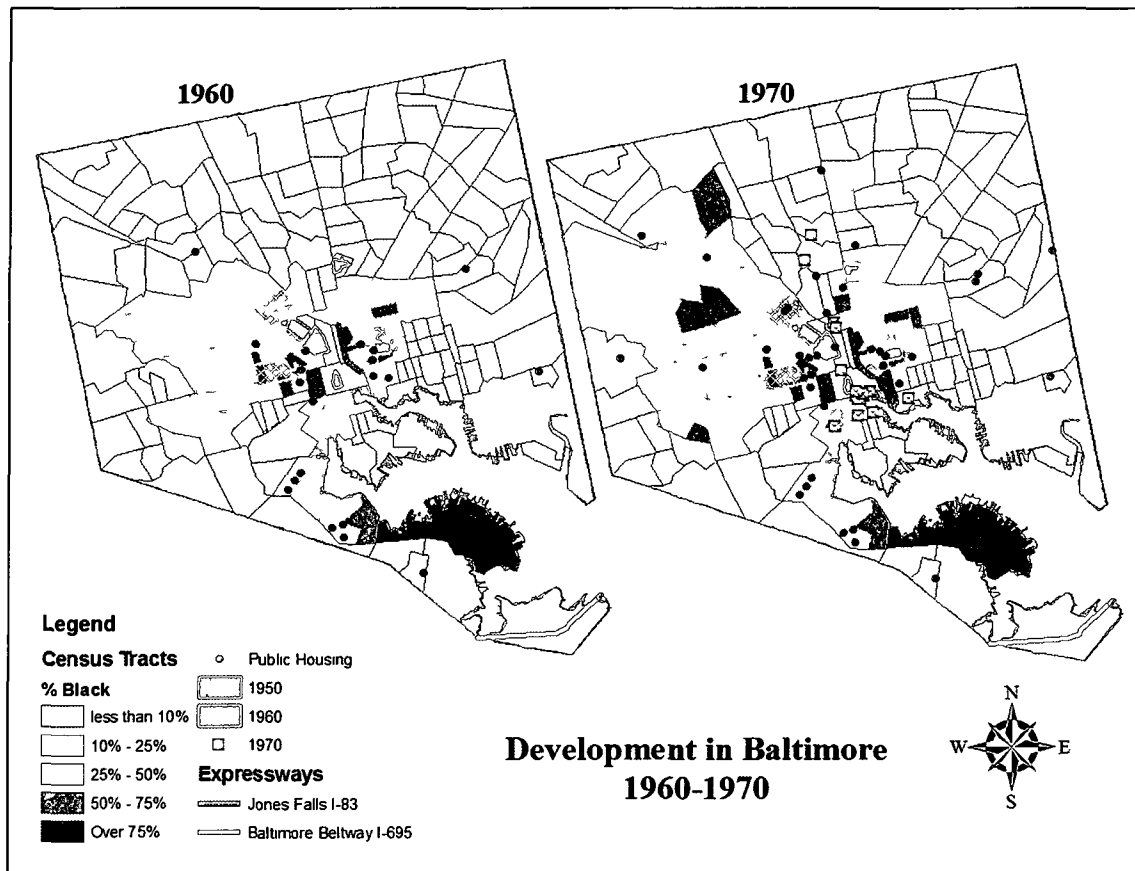 1960
1970
Legend
Census Tracts
% Black
less than 10%
10% - 25%
25% - 50%
50% - 75%
Over 75%
Public Housing
1950
1960
1970
Expressways
Jones Falls I-83
Baltimore Beltway I-695
Development in Baltimore
1960-1970
N
W
E
S